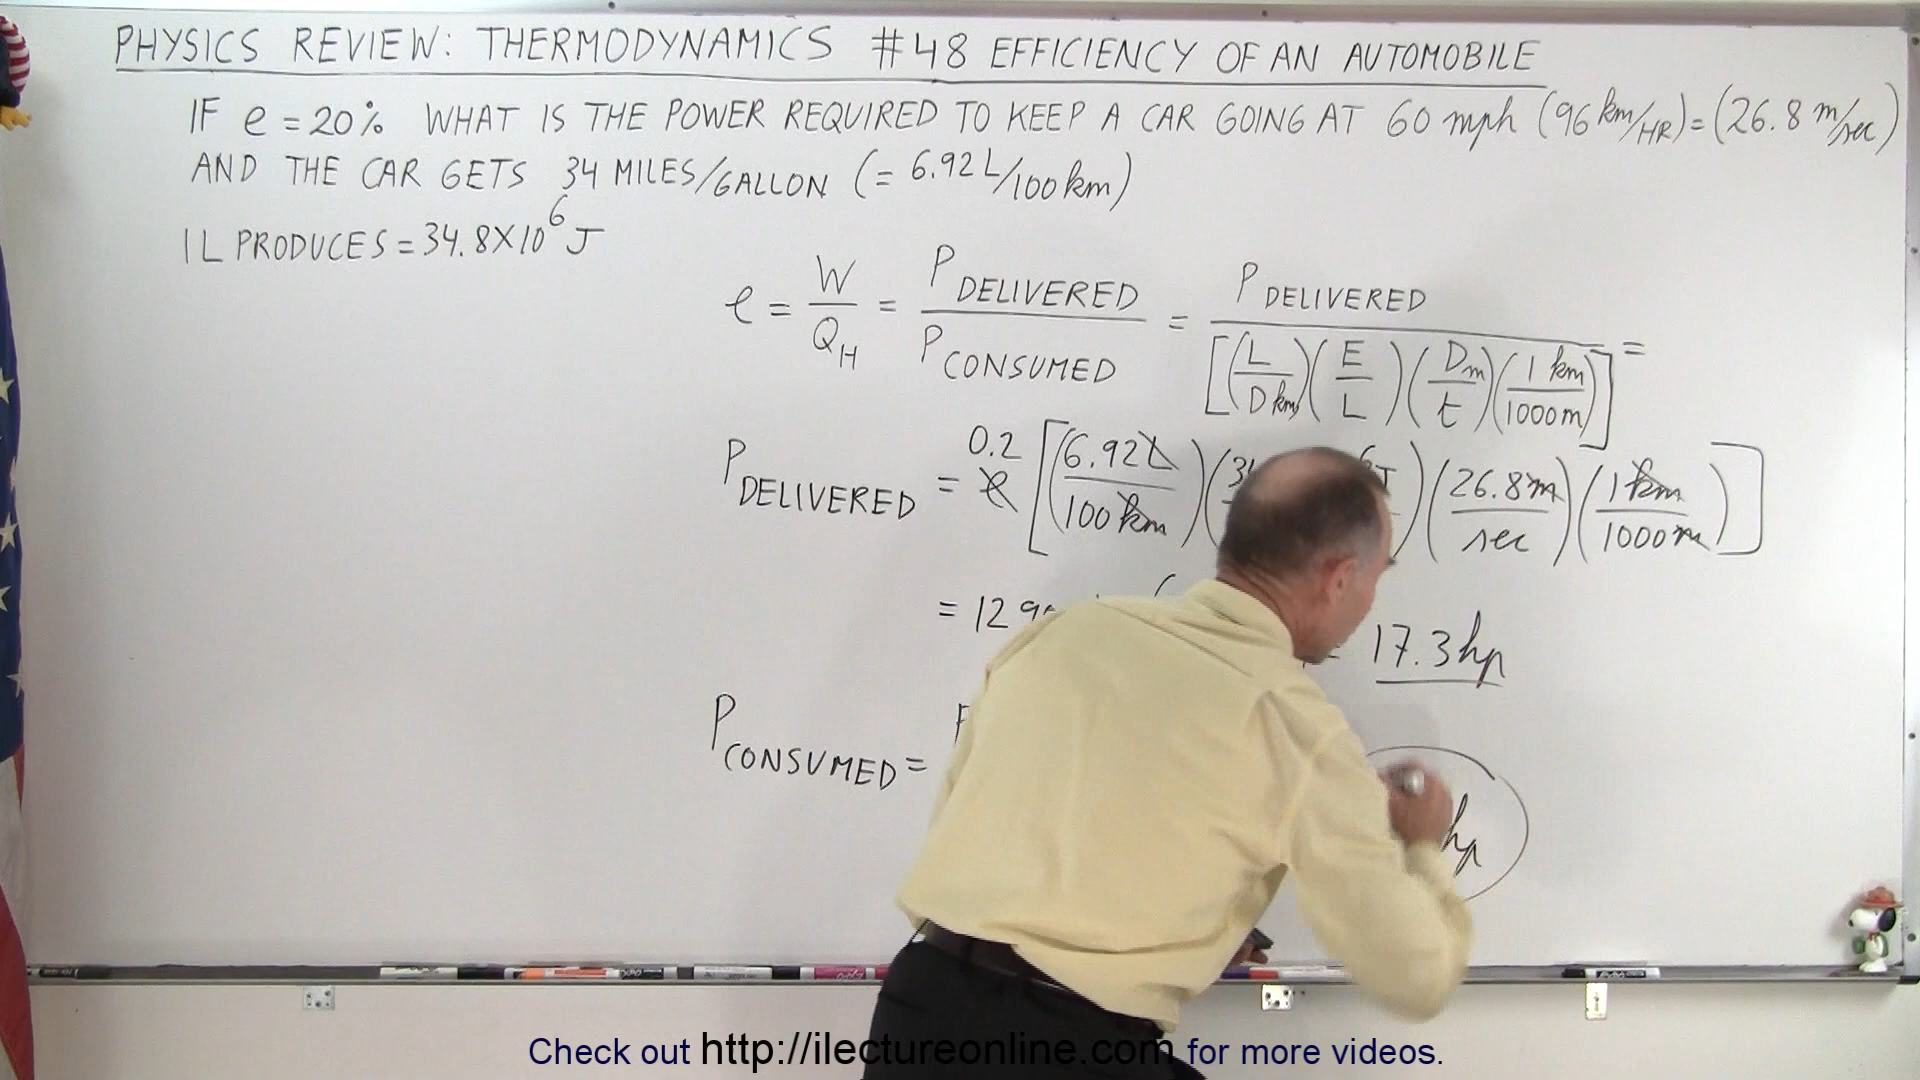 PHYSICS REVIEW: THERMODYNAMICS #48 EFFICIENCY OF AN AUTOMOBILE
IF e = 20% WHAT IS THE POWER REQUIRED TO KEEP A CAR GOING AT 60 mph (96 km/HR) = (26.8 m/sec)
AND THE CAR GETS 34 MILES/GALLON (= 6.92 L/100 km)
1 L PRODUCES = 34.8X10^6 J
e = W/Q_H = P_DELIVERED/P_CONSUMED = P_DELIVERED/[(L/D km)(E/L)(D m/t)(1 km/1000 m)] =
P_DELIVERED = 0.2 e [(6.92 L/100 km)( J)(26.8 m/sec)(1 km/1000 m)]
= 12 = 17.3 hp
P_CONSUMED = hp
Check out http://ilectureonline.com for more videos.